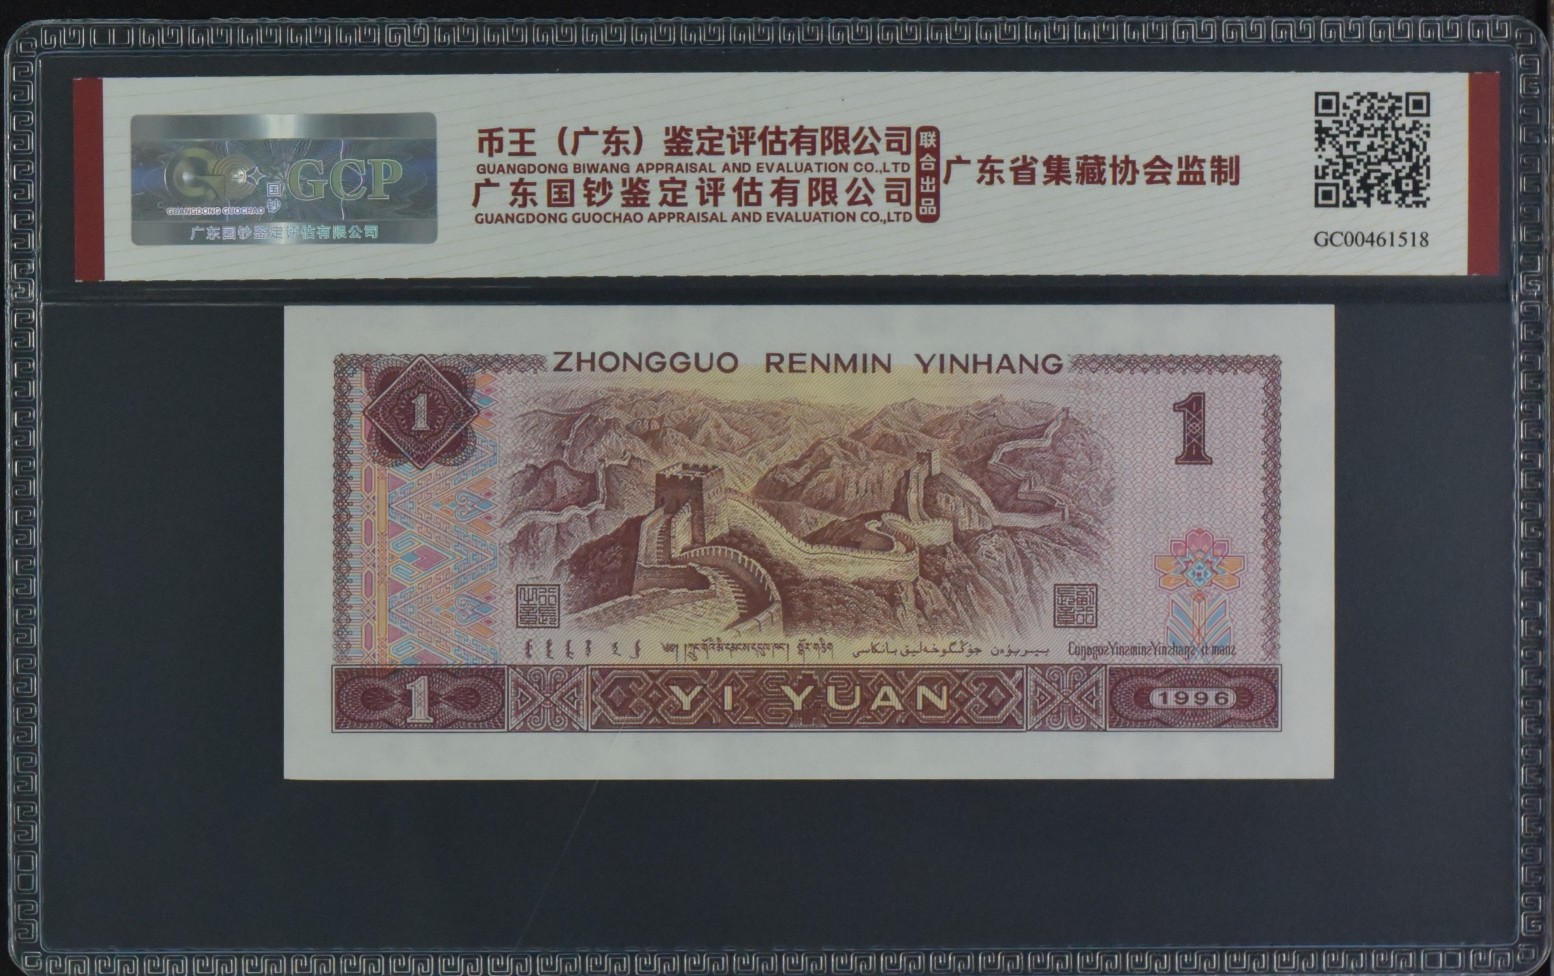 GCP
国钞
GUANGDONG GUOCHAO
广东国钞鉴定评估有限公司
币王（广东）鉴定评估有限公司
GUANGDONG BIWANG APPRAISAL AND EVALUATION CO.,LTD
广东国钞鉴定评估有限公司
GUANGDONG GUOCHAO APPRAISAL AND EVALUATION CO.,LTD
联合出品
广东省集藏协会监制
GC00461518
ZHONGGUO RENMIN YINHANG
1
1
1
YI YUAN
1996